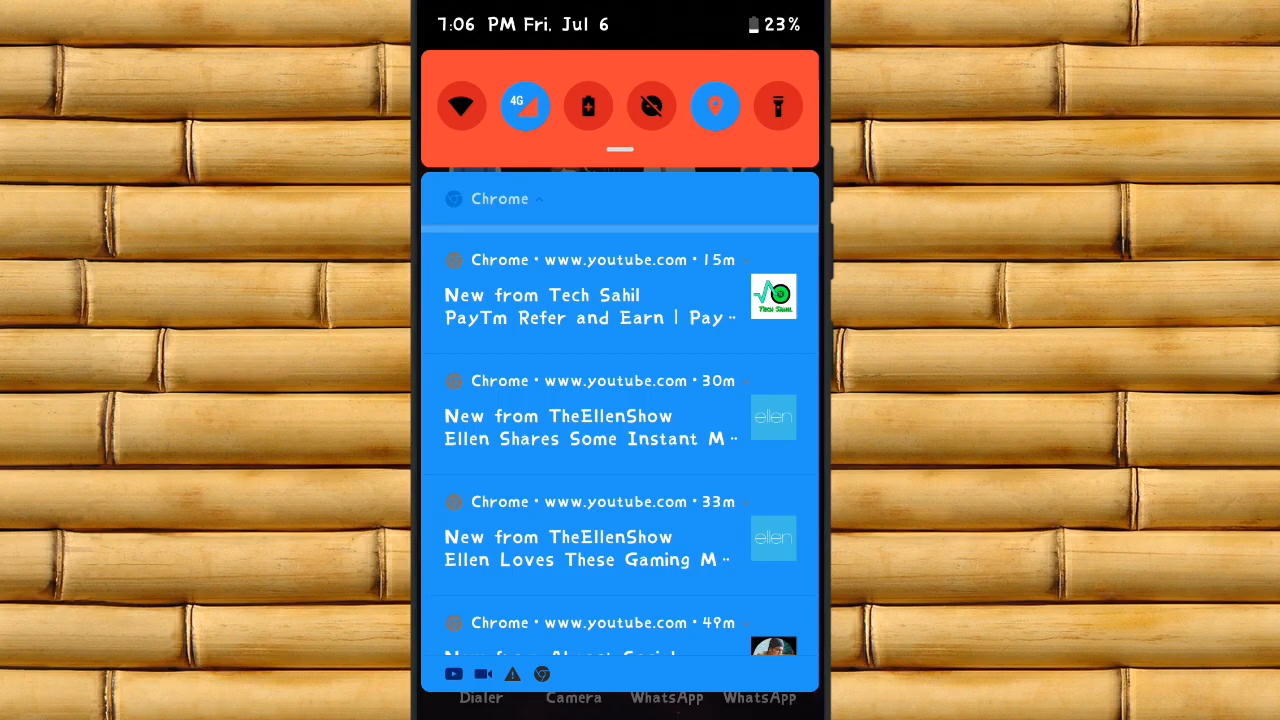 7:06 PM Fri, Jul 6
23%
4G
Chrome
Chrome • www.youtube.com • 15m
New from Tech Sahil
PayTm Refer and Earn | Pay..
TECH SAHIL
Chrome • www.youtube.com • 30m
New from TheEllenShow
Ellen Shares Some Instant M..
ellen
Chrome • www.youtube.com • 33m
New from TheEllenShow
Ellen Loves These Gaming M..
ellen
Chrome • www.youtube.com • 49m
Dialer
Camera
WhatsApp
WhatsApp